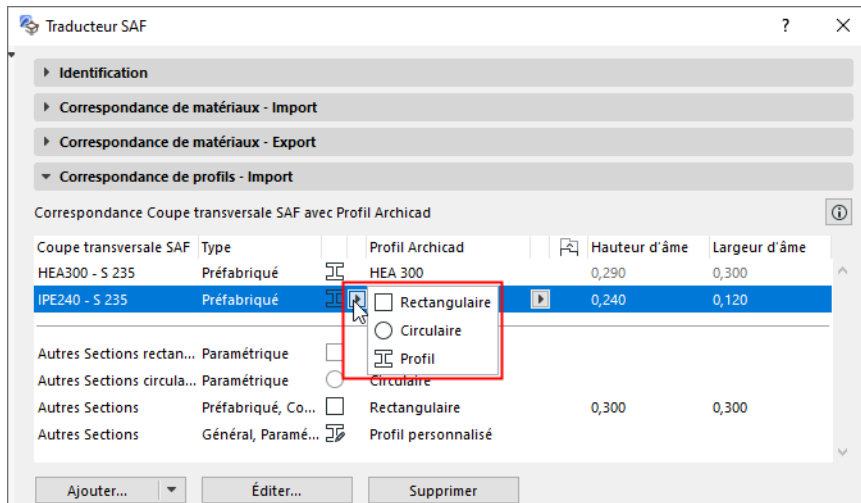 Traducteur SAF ?
Identification
Correspondance de matériaux - Import
Correspondance de matériaux - Export
Correspondance de profils - Import
Correspondance Coupe transversale SAF avec Profil Archicad
Coupe transversale SAF Type Profil Archicad Hauteur d'âme Largeur d'âme
HEA300 - S 235 Préfabriqué HEA 300 0,290 0,300
IPE240 - S 235 Préfabriqué 0,240 0,120
Rectangulaire
Circulaire
Profil
Autres Sections rectan... Paramétrique
Autres Sections circula... Paramétrique Circulaire
Autres Sections Préfabriqué, Co... Rectangulaire 0,300 0,300
Autres Sections Général, Paramé... Profil personnalisé
Ajouter... Éditer... Supprimer